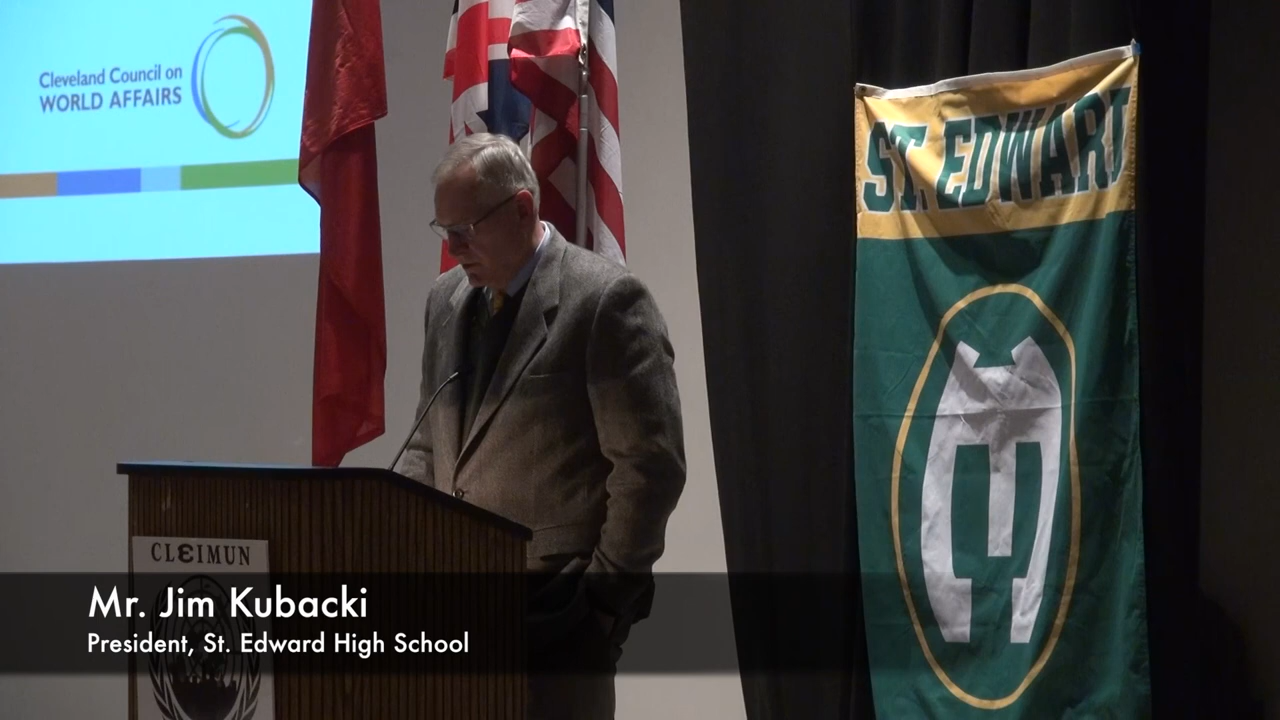 Cleveland Council on
WORLD AFFAIRS
ST. EDWARD
CLEIMUN
Mr. Jim Kubacki
President, St. Edward High School